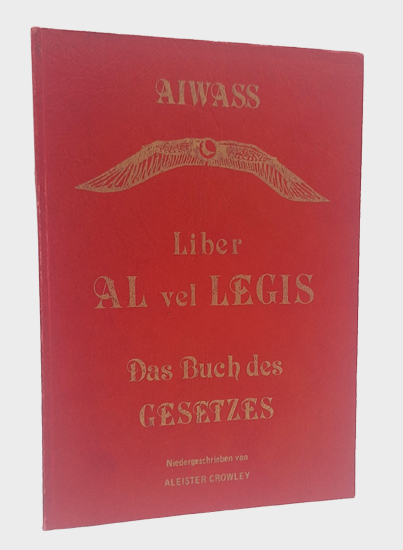 AIWASS
Liber
AL vel LEGIS
Das Buch des
GESETZES
Niedergeschrieben von
ALEISTER CROWLEY